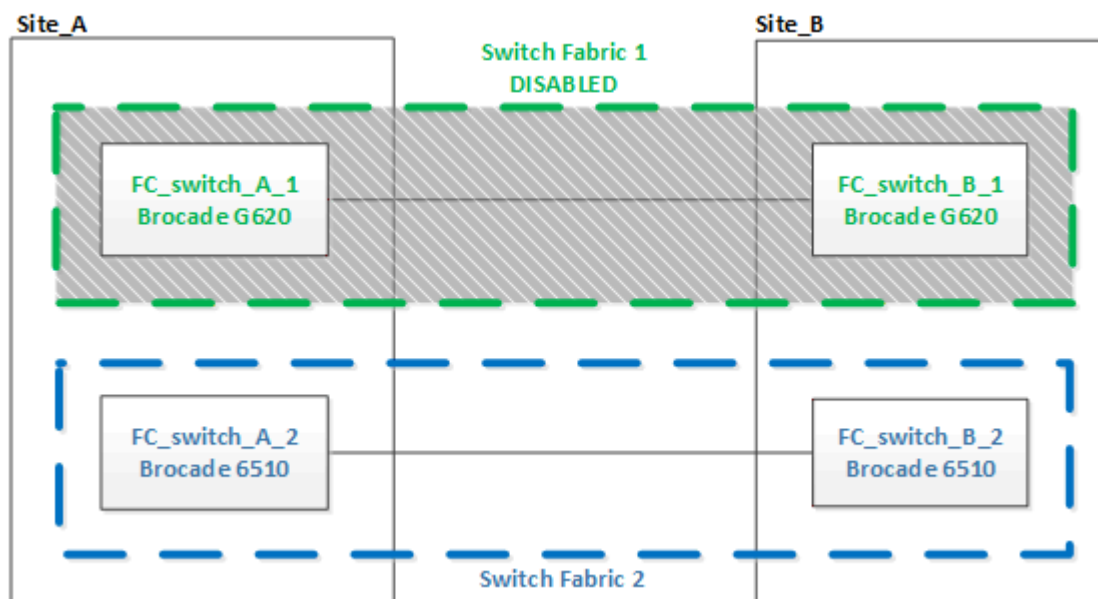 Site_A
Site_B
Switch Fabric 1
DISABLED
FC_switch_A_1
Brocade G620
FC_switch_B_1
Brocade G620
FC_switch_A_2
Brocade 6510
FC_switch_B_2
Brocade 6510
Switch Fabric 2